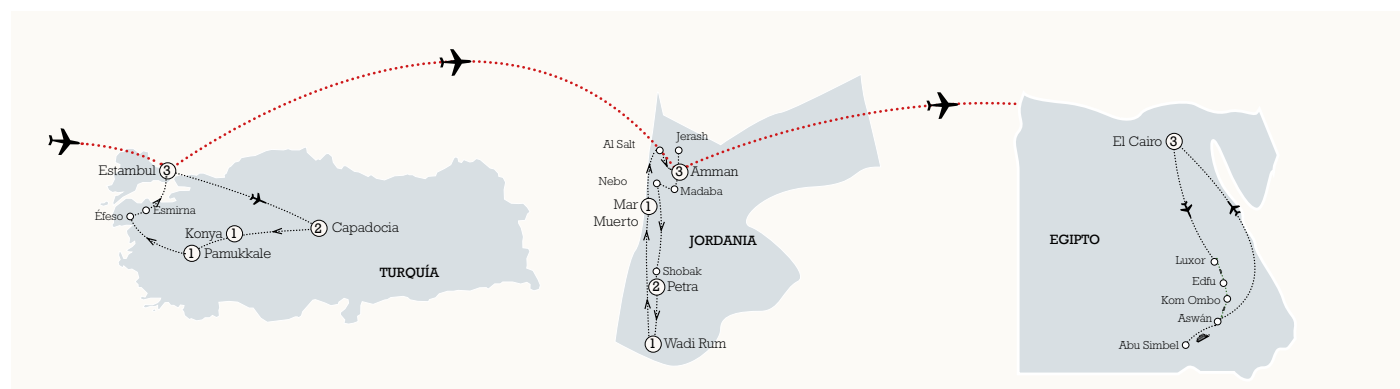 Estambul 3
Esmirna
Éfeso
Konya 1
2 Capadocia
1 Pamukkale
TURQUÍA
Al Salt
Jerash
3 Amman
Nebo
Madaba
Mar 1
Muerto
JORDANIA
Shobak
2 Petra
1 Wadi Rum
El Cairo 3
EGIPTO
Luxor
Edfu
Kom Ombo
Aswán
Abu Simbel